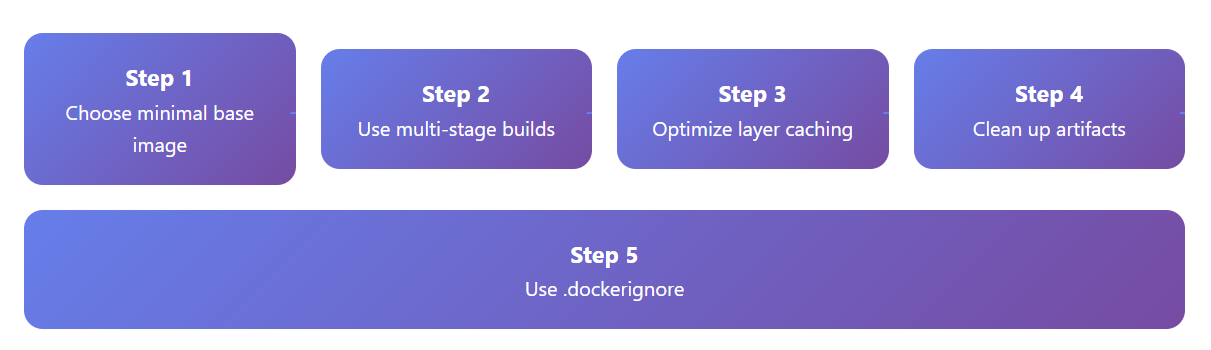 Step 1
Choose minimal base
image
Step 2
Use multi-stage builds
Step 3
Optimize layer caching
Step 4
Clean up artifacts
Step 5
Use .dockerignore